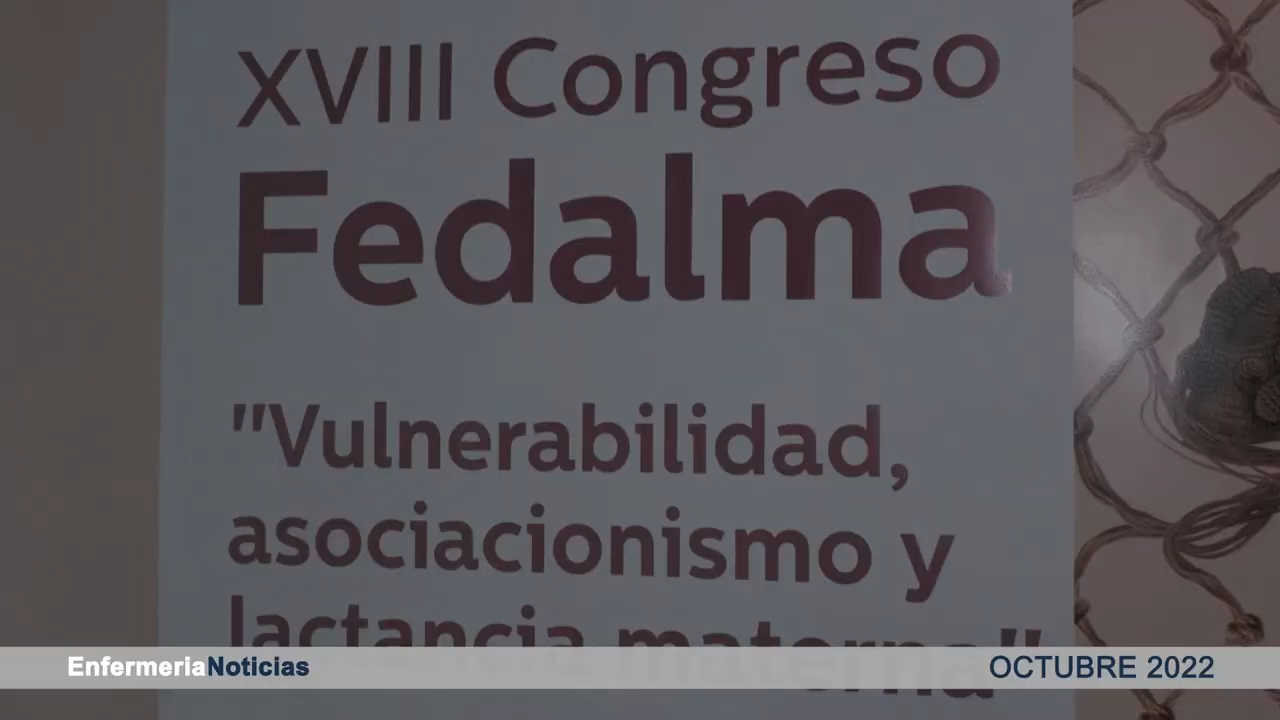 XVIII Congreso
Fedalma
"Vulnerabilidad,
asociacionismo y
lactancia materna"
EnfermeriaNoticias
OCTUBRE 2022